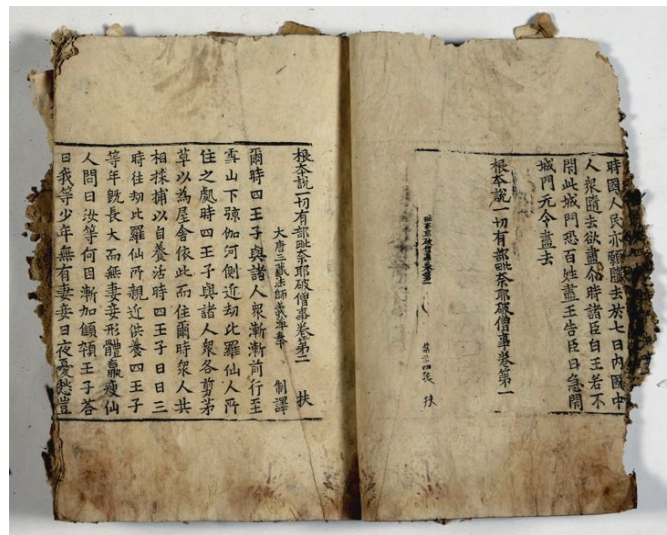 時國人民亦願隨去於七日內國中
人衆隨去欲盡俗時諸臣白王若不
閇此城門恐百姓盡王告臣曰急閇
城門无令盡去
根本說一切有部毗奈耶破僧事卷第一
扶
根本說一切有部毗奈耶破僧事卷第二 扶
大唐三藏法師義淨奉 制譯
爾時四王子與諸人衆漸漸前行至
雪山下弶伽河側近劫比羅仙人所
住之處時四王子與諸人衆各剪茅
草以為屋舍依此而住爾時衆人共
相採捕以自養活時四王子日日三
時往劫比羅仙所親近供養四王子
等年旣長大而無妻妾形體羸瘦仙
人問曰汝等何因漸加顦顇王子荅
曰我等少年無有妻妾日夜憂愁豈